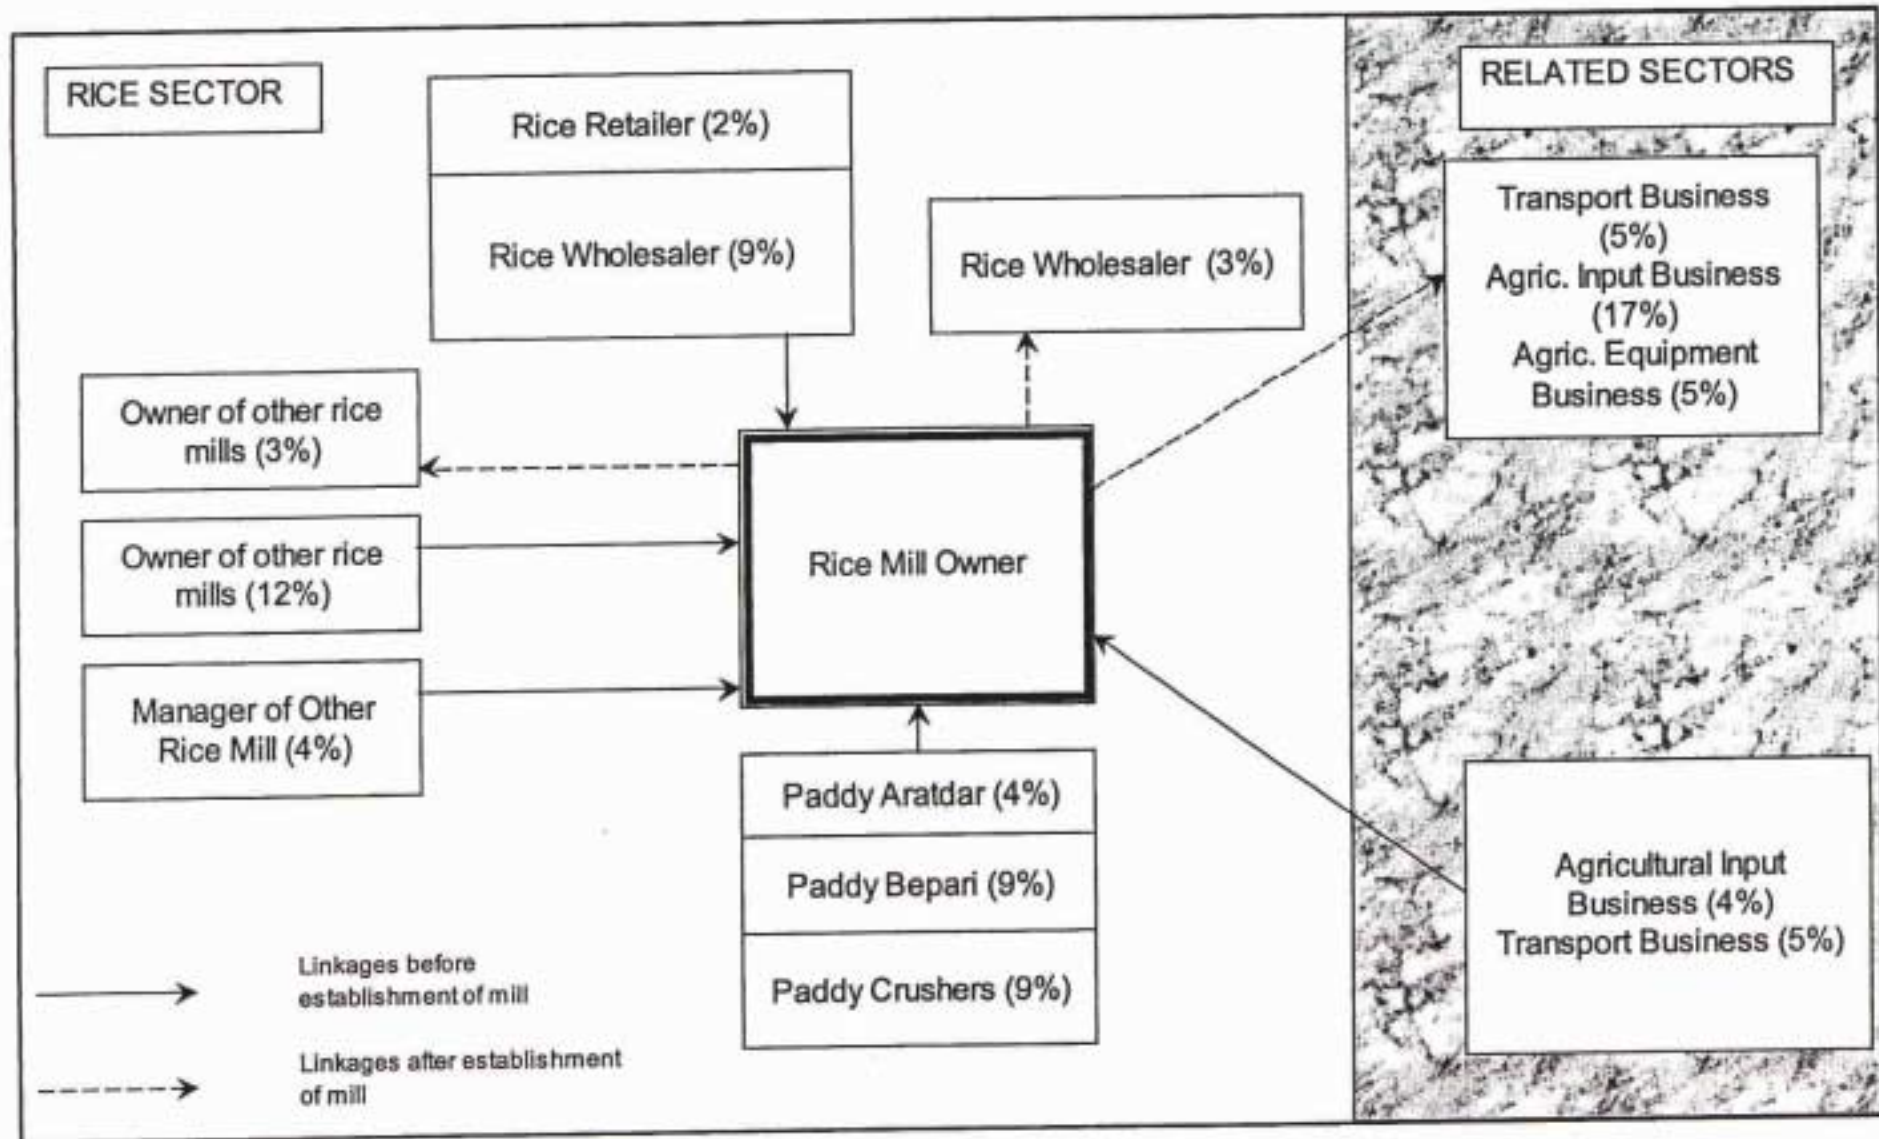 RICE SECTOR
Rice Retailer (2%)
Rice Wholesaler (9%)
Rice Wholesaler (3%)
Owner of other rice
mills (3%)
Owner of other rice
mills (12%)
Manager of Other
Rice Mill (4%)
Rice Mill Owner
Paddy Aratdar (4%)
Paddy Bepari (9%)
Paddy Crushers (9%)
Linkages before
establishment of mill
Linkages after establishment
of mill
RELATED SECTORS
Transport Business
(5%)
Agric. Input Business
(17%)
Agric. Equipment
Business (5%)
Agricultural Input
Business (4%)
Transport Business (5%)